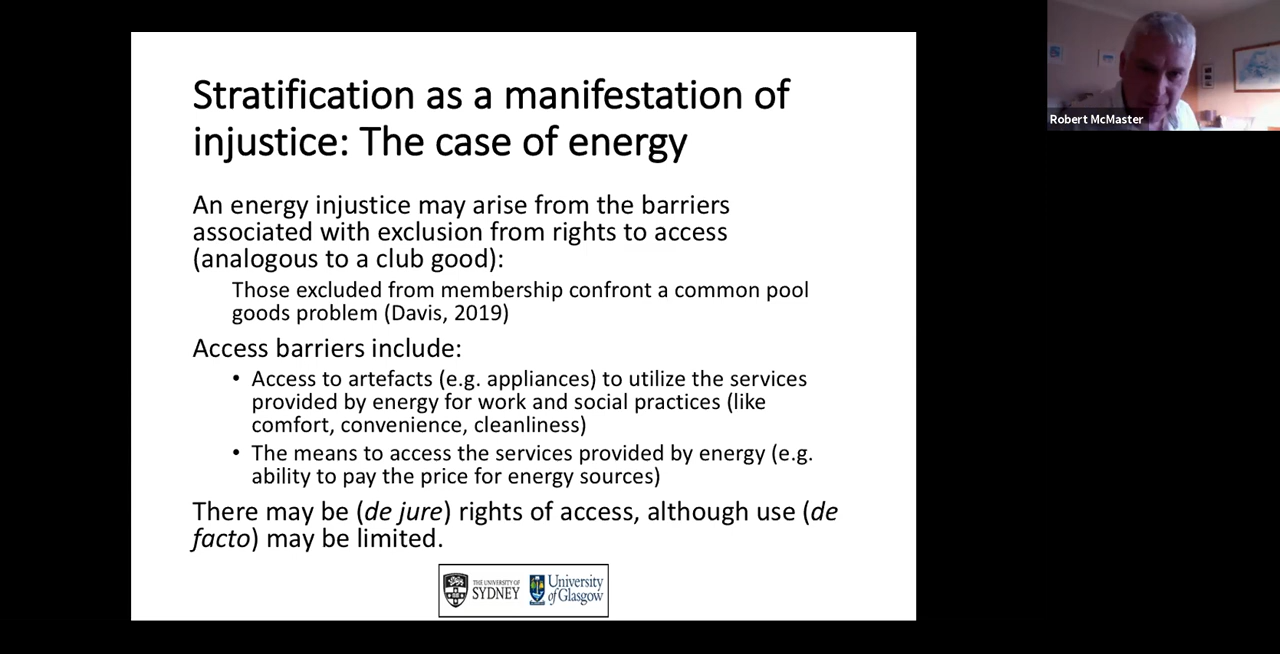 Stratification as a manifestation of
injustice: The case of energy
An energy injustice may arise from the barriers
associated with exclusion from rights to access
(analogous to a club good):
Those excluded from membership confront a common pool
goods problem (Davis, 2019)
Access barriers include:
• Access to artefacts (e.g. appliances) to utilize the services
provided by energy for work and social practices (like
comfort, convenience, cleanliness)
• The means to access the services provided by energy (e.g.
ability to pay the price for energy sources)
There may be (de jure) rights of access, although use (de
facto) may be limited.
THE UNIVERSITY OF
SYDNEY
University
of Glasgow
Robert McMaster